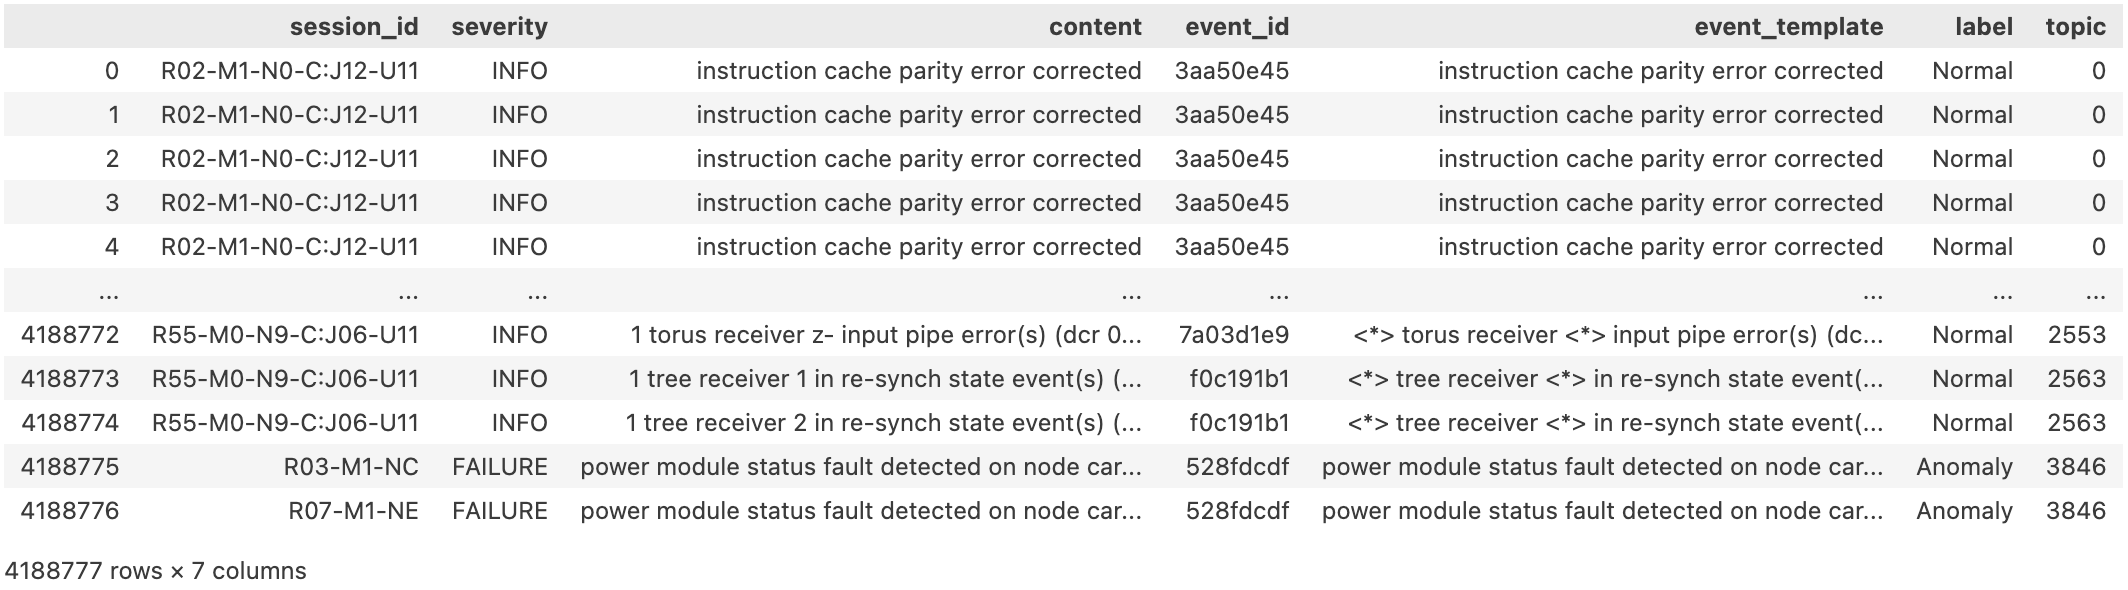 session_id severity content event_id event_template label topic
0 R02-M1-N0-C:J12-U11 INFO instruction cache parity error corrected 3aa50e45 instruction cache parity error corrected Normal 0
1 R02-M1-N0-C:J12-U11 INFO instruction cache parity error corrected 3aa50e45 instruction cache parity error corrected Normal 0
2 R02-M1-N0-C:J12-U11 INFO instruction cache parity error corrected 3aa50e45 instruction cache parity error corrected Normal 0
3 R02-M1-N0-C:J12-U11 INFO instruction cache parity error corrected 3aa50e45 instruction cache parity error corrected Normal 0
4 R02-M1-N0-C:J12-U11 INFO instruction cache parity error corrected 3aa50e45 instruction cache parity error corrected Normal 0
... ... ... ... ... ... ... ...
4188772 R55-M0-N9-C:J06-U11 INFO 1 torus receiver z- input pipe error(s) (dcr 0... 7a03d1e9 <*> torus receiver <*> input pipe error(s) (dc... Normal 2553
4188773 R55-M0-N9-C:J06-U11 INFO 1 tree receiver 1 in re-synch state event(s) (... f0c191b1 <*> tree receiver <*> in re-synch state event(... Normal 2563
4188774 R55-M0-N9-C:J06-U11 INFO 1 tree receiver 2 in re-synch state event(s) (... f0c191b1 <*> tree receiver <*> in re-synch state event(... Normal 2563
4188775 R03-M1-NC FAILURE power module status fault detected on node car... 528fdcdf power module status fault detected on node car... Anomaly 3846
4188776 R07-M1-NE FAILURE power module status fault detected on node car... 528fdcdf power module status fault detected on node car... Anomaly 3846
4188777 rows × 7 columns